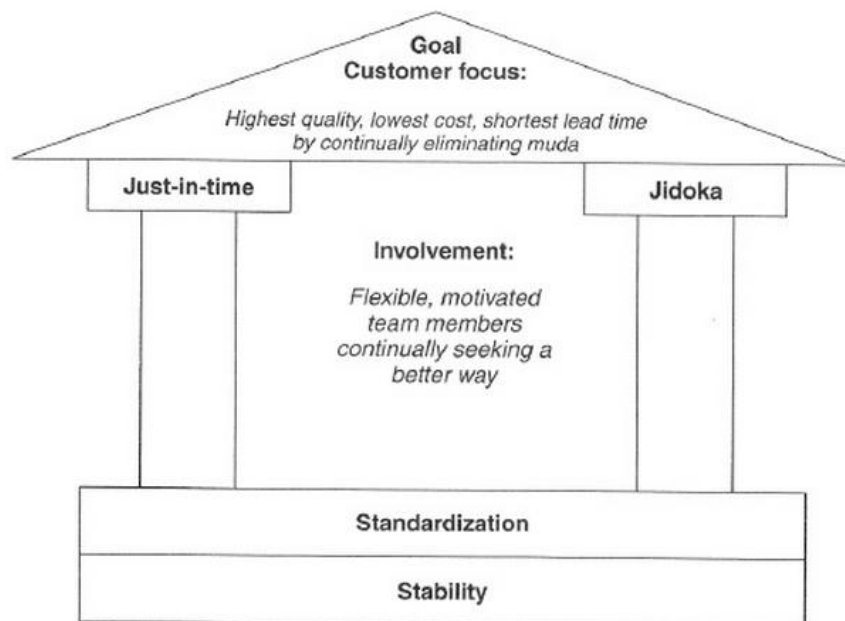 Goal
Customer focus:
Highest quality, lowest cost, shortest lead time
by continually eliminating muda
Just-in-time
Jidoka
Involvement:
Flexible, motivated
team members
continually seeking a
better way
Standardization
Stability